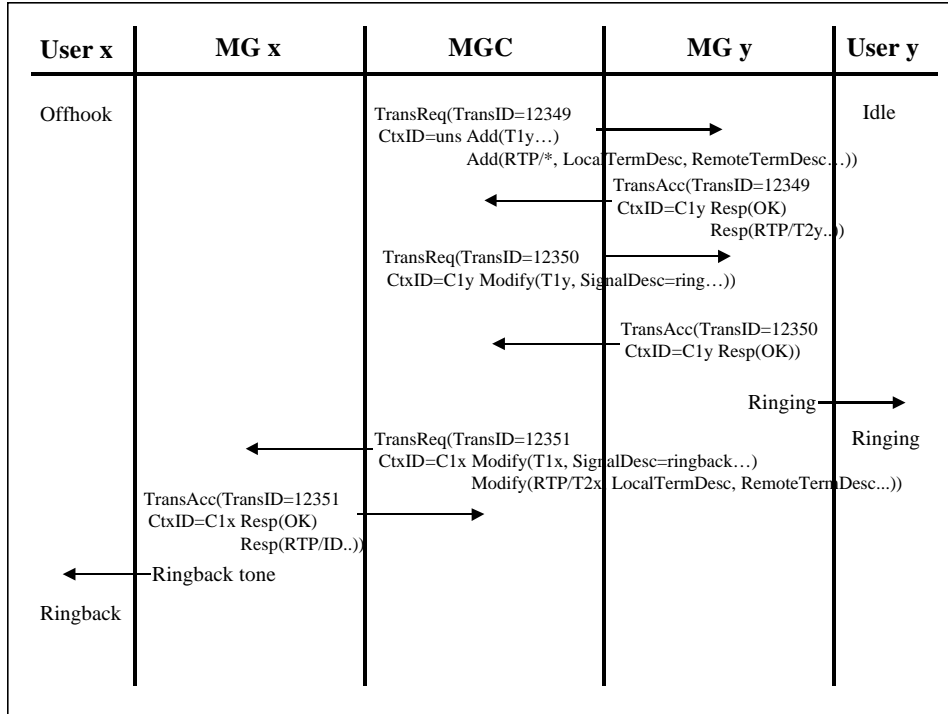 User x
MG x
MGC
MG y
User y
Offhook
TransReq(TransID=12349
CtxID=uns Add(T1y…)
Add(RTP/*, LocalTermDesc, RemoteTermDesc…))
Idle
TransAcc(TransID=12349
CtxID=C1y Resp(OK)
Resp(RTP/T2y..))
TransReq(TransID=12350
CtxID=C1y Modify(T1y, SignalDesc=ring…))
TransAcc(TransID=12350
CtxID=C1y Resp(OK))
Ringing
Ringing
TransReq(TransID=12351
CtxID=C1x Modify(T1x, SignalDesc=ringback…)
Modify(RTP/T2x, LocalTermDesc, RemoteTermDesc...))
TransAcc(TransID=12351
CtxID=C1x Resp(OK)
Resp(RTP/ID..))
Ringback tone
Ringback